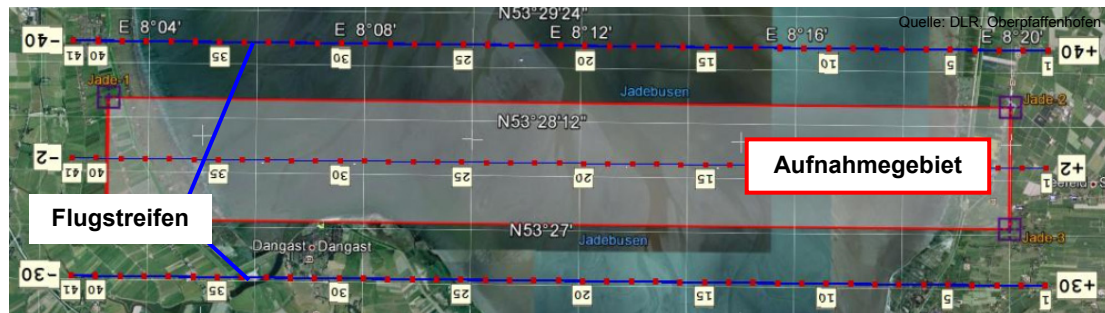 N53°29'24"
Quelle: DLR, Oberpfaffenhofen
E 8°04' E 8°08' E 8°12' E 8°16' E 8°20'
-40 +40
41 40 35 30 25 20 15 10 5 1
Jade-1 Jadebusen Jade-2
N53°28'12"
-2 +2
41 40 35 30 25 20 15 1
Aufnahmegebiet
Flugstreifen
N53°27'
Dangast Dangast Jadebusen Jade-3
-30 +30
41 40 35 30 25 20 15 10 5 1